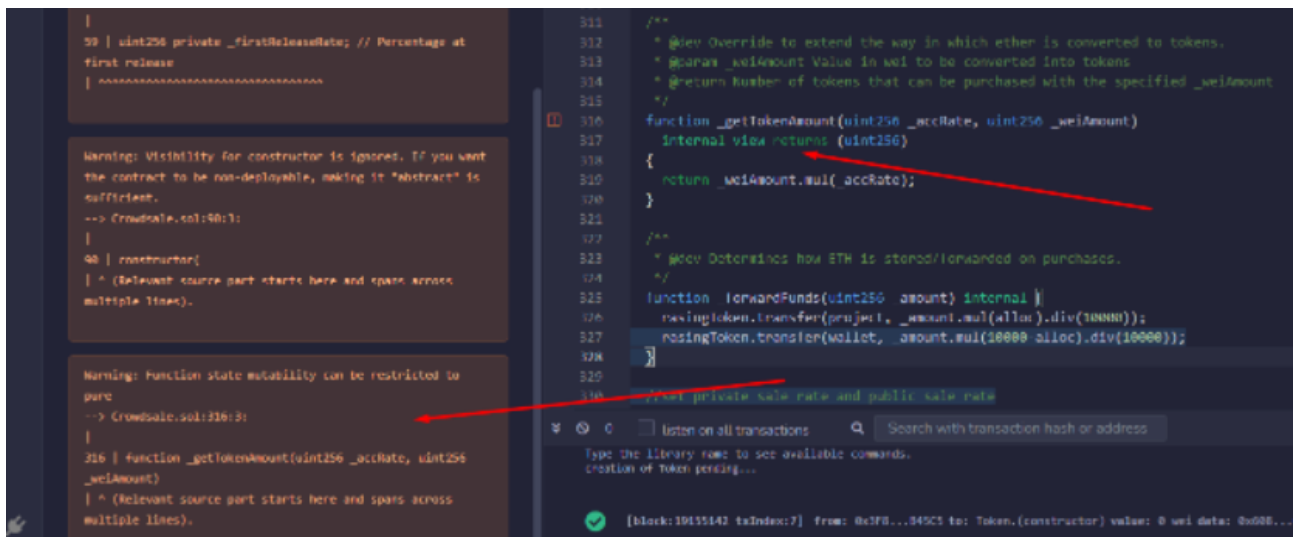 |
59 | uint256 private _firstReleaseRate; // Percentage at
first release
| ^^^^^^^^^^^^^^^^^^^^^^^^^^^^^^^^^^
Warning: Visibility for constructor is ignored. If you want
the contract to be non-deployable, making it "abstract" is
sufficient.
--> Crowdsale.sol:90:3:
|
90 | constructor(
| ^ (Relevant source part starts here and spans across
multiple lines).
Warning: Function state mutability can be restricted to
pure
--> Crowdsale.sol:316:3:
|
316 | function _getTokenAmount(uint256 _accRate, uint256
_weiAmount)
| ^ (Relevant source part starts here and spans across
multiple lines).
311 /**
312 * @dev Override to extend the way in which ether is converted to tokens.
313 * @param _weiAmount Value in wei to be converted into tokens
314 * @return Number of tokens that can be purchased with the specified _weiAmount
315 */
316 function _getTokenAmount(uint256 _accRate, uint256 _weiAmount)
317 internal view returns (uint256)
318 {
319 return _weiAmount.mul(_accRate);
320 }
321
322 /**
323 * @dev Determines how ETH is stored/forwarded on purchases.
324 */
325 function _forwardFunds(uint256 _amount) internal {
326 rasingToken.transfer(project, _amount.mul(alloc).div(10000));
327 rasingToken.transfer(wallet, _amount.mul(10000-alloc).div(10000));
328 }
329
330 //set private sale rate and public sale rate
0 listen on all transactions Search with transaction hash or address
Type the library name to see available commands.
creation of Token pending...
[block:19155142 txIndex:7] from: 0x3F8...845C5 to: Token.(constructor) value: 0 wei data: 0x608...